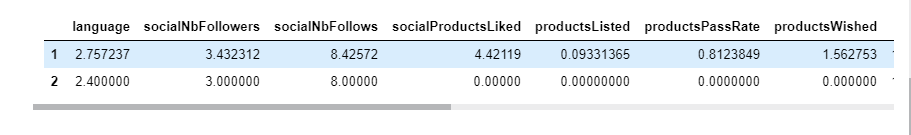 language socialNbFollowers socialNbFollows socialProductsLiked productsListed productsPassRate productsWished
1 2.757237 3.432312 8.42572 4.42119 0.09331365 0.8123849 1.562753
2 2.400000 3.000000 8.00000 0.00000 0.00000000 0.0000000 0.000000